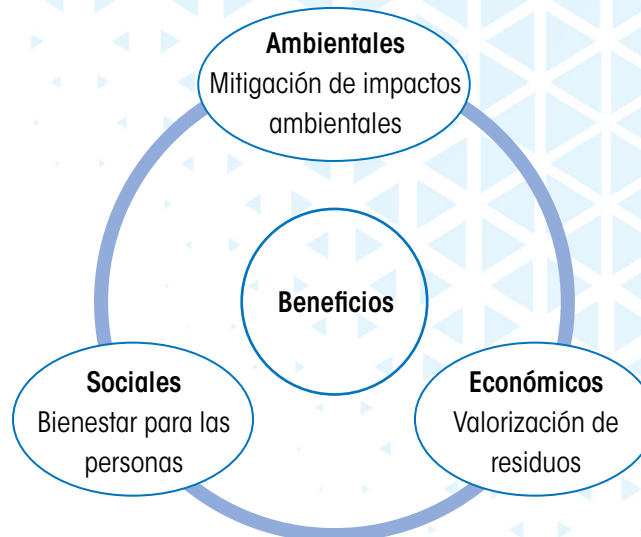 Ambientales
Mitigación de impactos
ambientales
Beneficios
Sociales
Bienestar para las
personas
Económicos
Valorización de
residuos